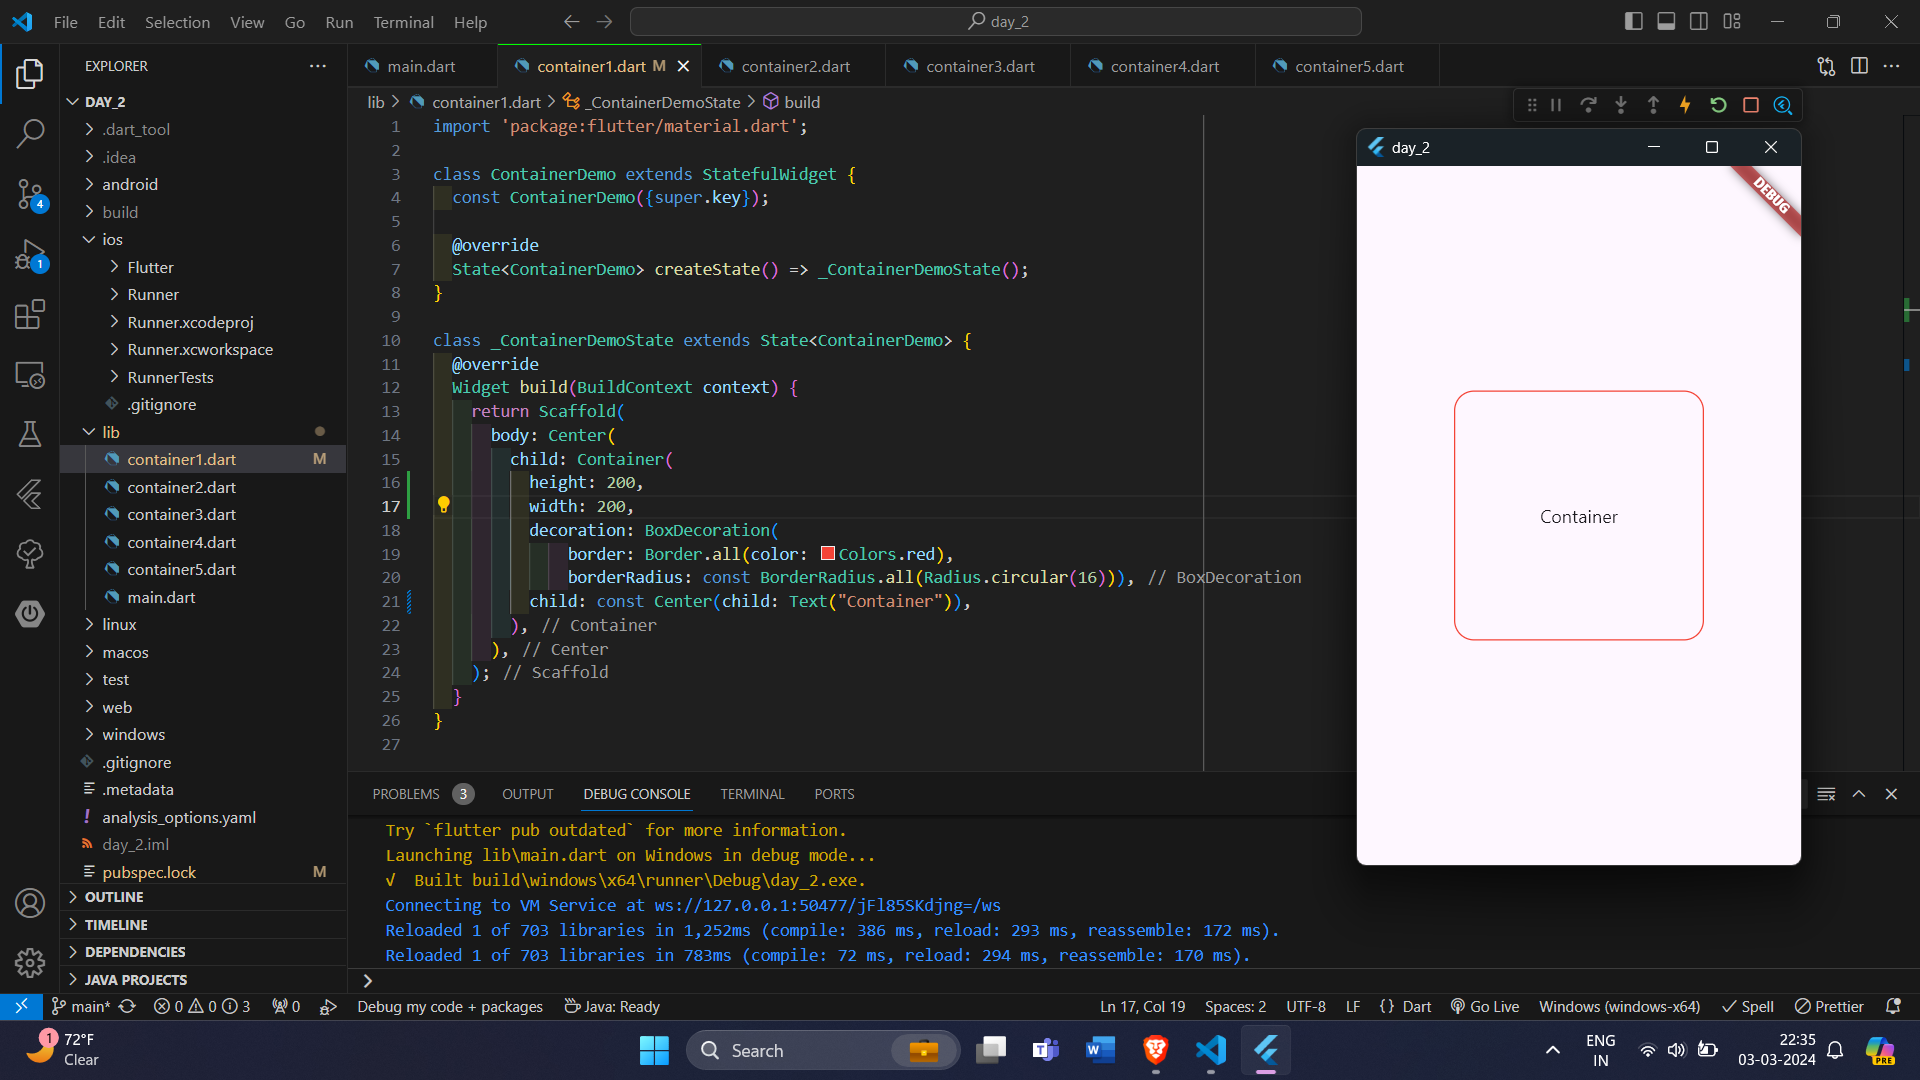 File Edit Selection View Go Run Terminal Help
day_2
EXPLORER
DAY_2
.dart_tool
.idea
android
build
ios
Flutter
Runner
Runner.xcodeproj
Runner.xcworkspace
RunnerTests
.gitignore
lib
container1.dart M
container2.dart
container3.dart
container4.dart
container5.dart
main.dart
linux
macos
test
web
windows
.gitignore
.metadata
analysis_options.yaml
day_2.iml
pubspec.lock M
OUTLINE
TIMELINE
DEPENDENCIES
JAVA PROJECTS
4
1
main.dart container1.dart M container2.dart container3.dart container4.dart container5.dart
lib > container1.dart > _ContainerDemoState > build
1 import 'package:flutter/material.dart';
2
3 class ContainerDemo extends StatefulWidget {
4 const ContainerDemo({super.key});
5
6 @override
7 State<ContainerDemo> createState() => _ContainerDemoState();
8 }
9
10 class _ContainerDemoState extends State<ContainerDemo> {
11 @override
12 Widget build(BuildContext context) {
13 return Scaffold(
14 body: Center(
15 child: Container(
16 height: 200,
17 width: 200,
18 decoration: BoxDecoration(
19 border: Border.all(color: Colors.red),
20 borderRadius: const BorderRadius.all(Radius.circular(16))), // BoxDecoration
21 child: const Center(child: Text("Container")),
22 ), // Container
23 ), // Center
24 ); // Scaffold
25 }
26 }
27
day_2
DEBUG
Container
PROBLEMS 3 OUTPUT DEBUG CONSOLE TERMINAL PORTS
Try `flutter pub outdated` for more information.
Launching lib\main.dart on Windows in debug mode...
√ Built build\windows\x64\runner\Debug\day_2.exe.
Connecting to VM Service at ws://127.0.0.1:50477/jFl85SKdjng=/ws
Reloaded 1 of 703 libraries in 1,252ms (compile: 386 ms, reload: 293 ms, reassemble: 172 ms).
Reloaded 1 of 703 libraries in 783ms (compile: 72 ms, reload: 294 ms, reassemble: 170 ms).
main* 0 0 3 0 Debug my code + packages Java: Ready Ln 17, Col 19 Spaces: 2 UTF-8 LF {} Dart Go Live Windows (windows-x64) Spell Prettier
1
72°F
Clear
Search
ENG
IN
22:35
03-03-2024
PRE